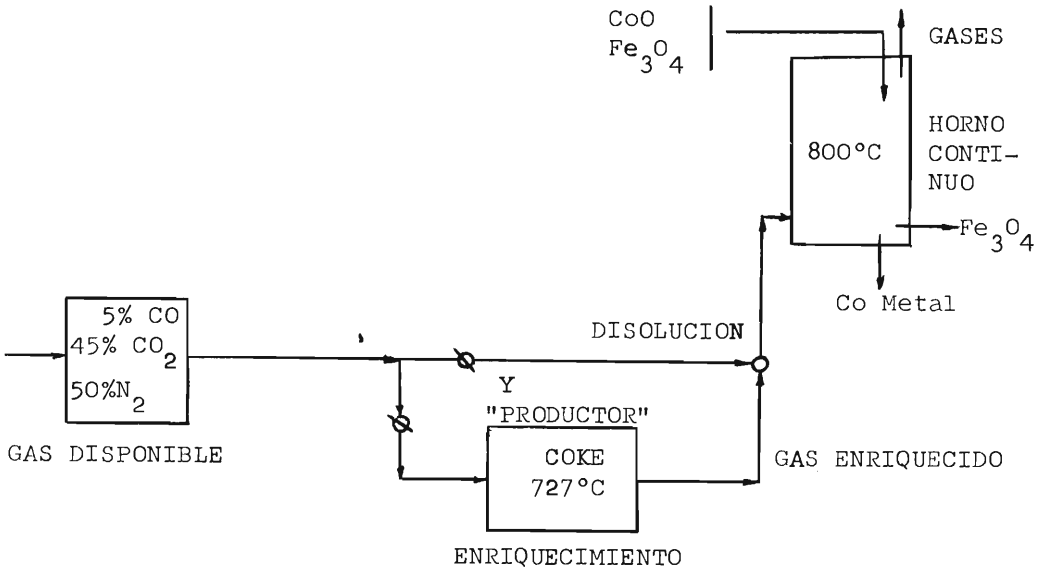 CoO
Fe3O4
GASES
800°C
HORNO
CONTI-
NUO
Fe3O4
Co Metal
5% CO
45% CO2
50%N2
GAS DISPONIBLE
DISOLUCION
Y
"PRODUCTOR"
COKE
727°C
GAS ENRIQUECIDO
ENRIQUECIMIENTO